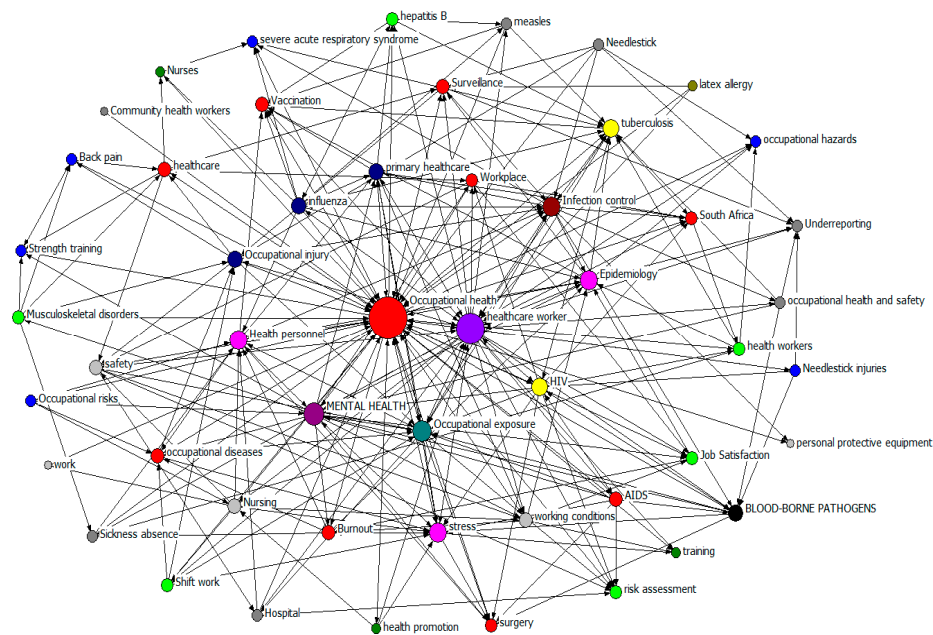 hepatitis B
measles
severe acute respiratory syndrome
Needlestick
Nurses
Surveillance
latex allergy
Vaccination
Community health workers
tuberculosis
occupational hazards
Back pain
healthcare
primary healthcare
Workplace
influenza
Infection control
South Africa
Underreporting
Strength training
Occupational injury
Epidemiology
Occupational health
occupational health and safety
Musculoskeletal disorders
healthcare worker
Health personnel
health workers
safety
HIV
Needlestick injuries
Occupational risks
MENTAL HEALTH
Occupational exposure
personal protective equipment
occupational diseases
Job Satisfaction
work
Nursing
AIDS
BLOOD-BORNE PATHOGENS
Sickness absence
Burnout
stress
working conditions
training
Shift work
risk assessment
Hospital
health promotion
surgery